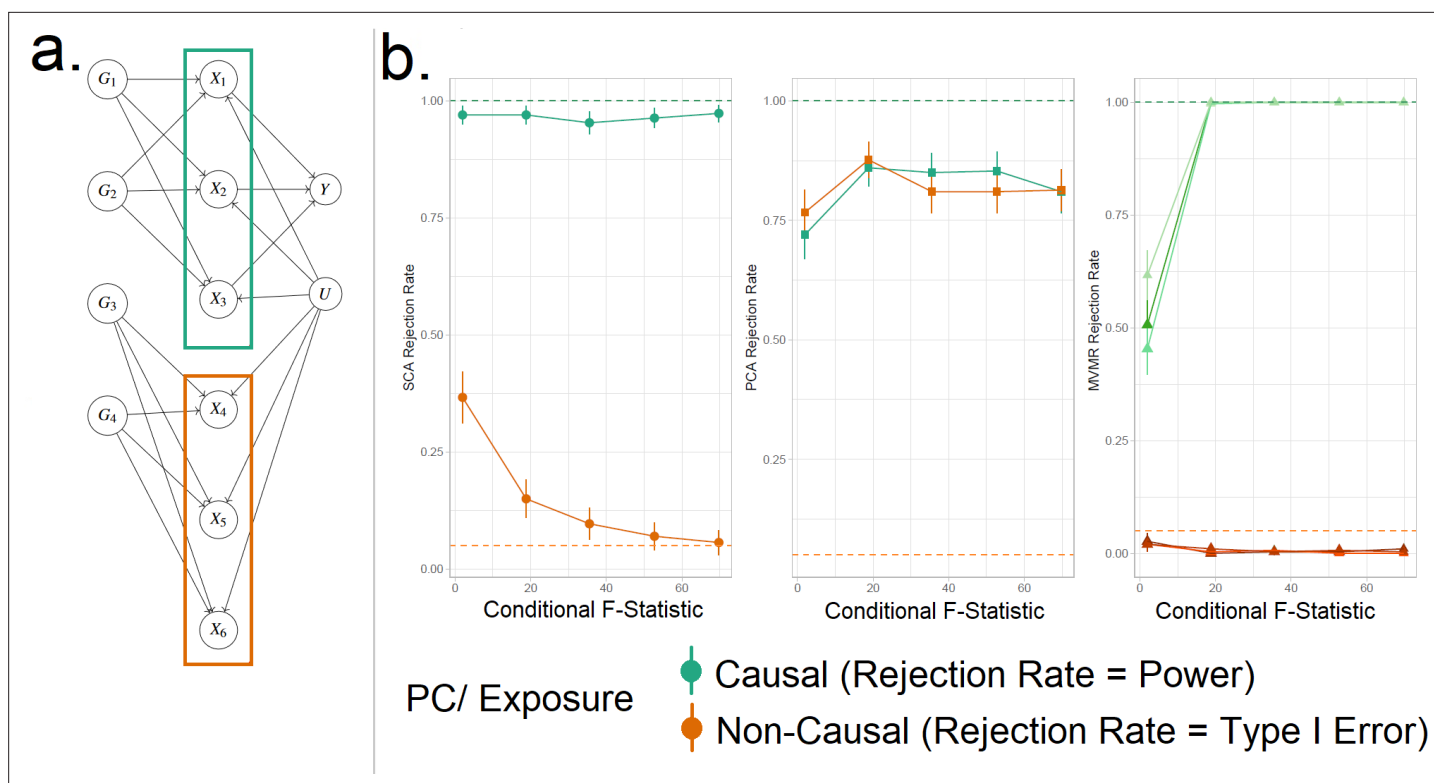 a.
G1
X1
G2
X2
Y
X3
U
G3
X4
G4
X5
X6
b.
SCA Rejection Rate
1.00
0.75
0.50
0.25
0.00
0
20
40
60
Conditional F-Statistic
PCA Rejection Rate
1.00
0.75
0.50
0.25
0
20
40
60
Conditional F-Statistic
MVMR Rejection Rate
1.00
0.75
0.50
0.25
0.00
0
20
40
60
Conditional F-Statistic
PC/ Exposure
Causal (Rejection Rate = Power)
Non-Causal (Rejection Rate = Type I Error)